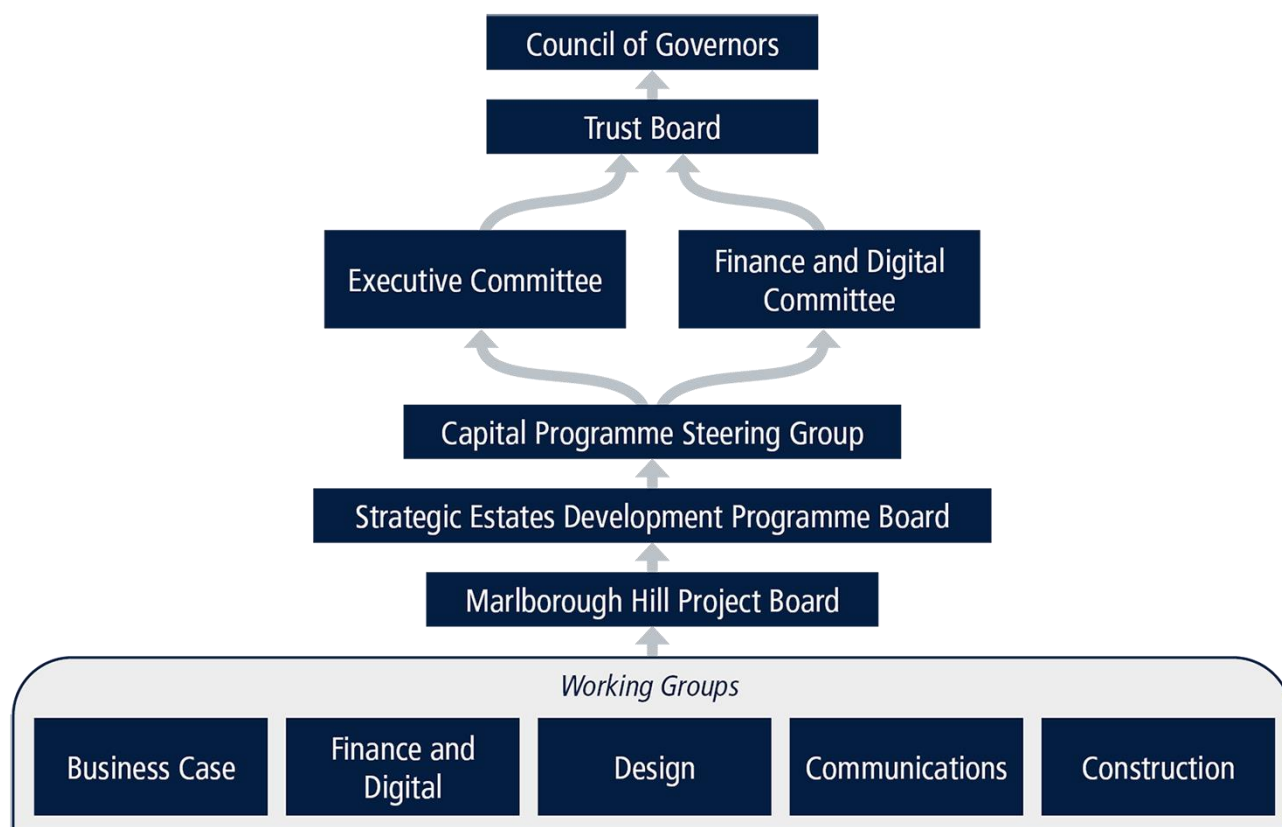 Council of Governors
Trust Board
Executive Committee
Finance and Digital
Committee
Capital Programme Steering Group
Strategic Estates Development Programme Board
Marlborough Hill Project Board
Working Groups
Business Case
Finance and
Digital
Design
Communications
Construction